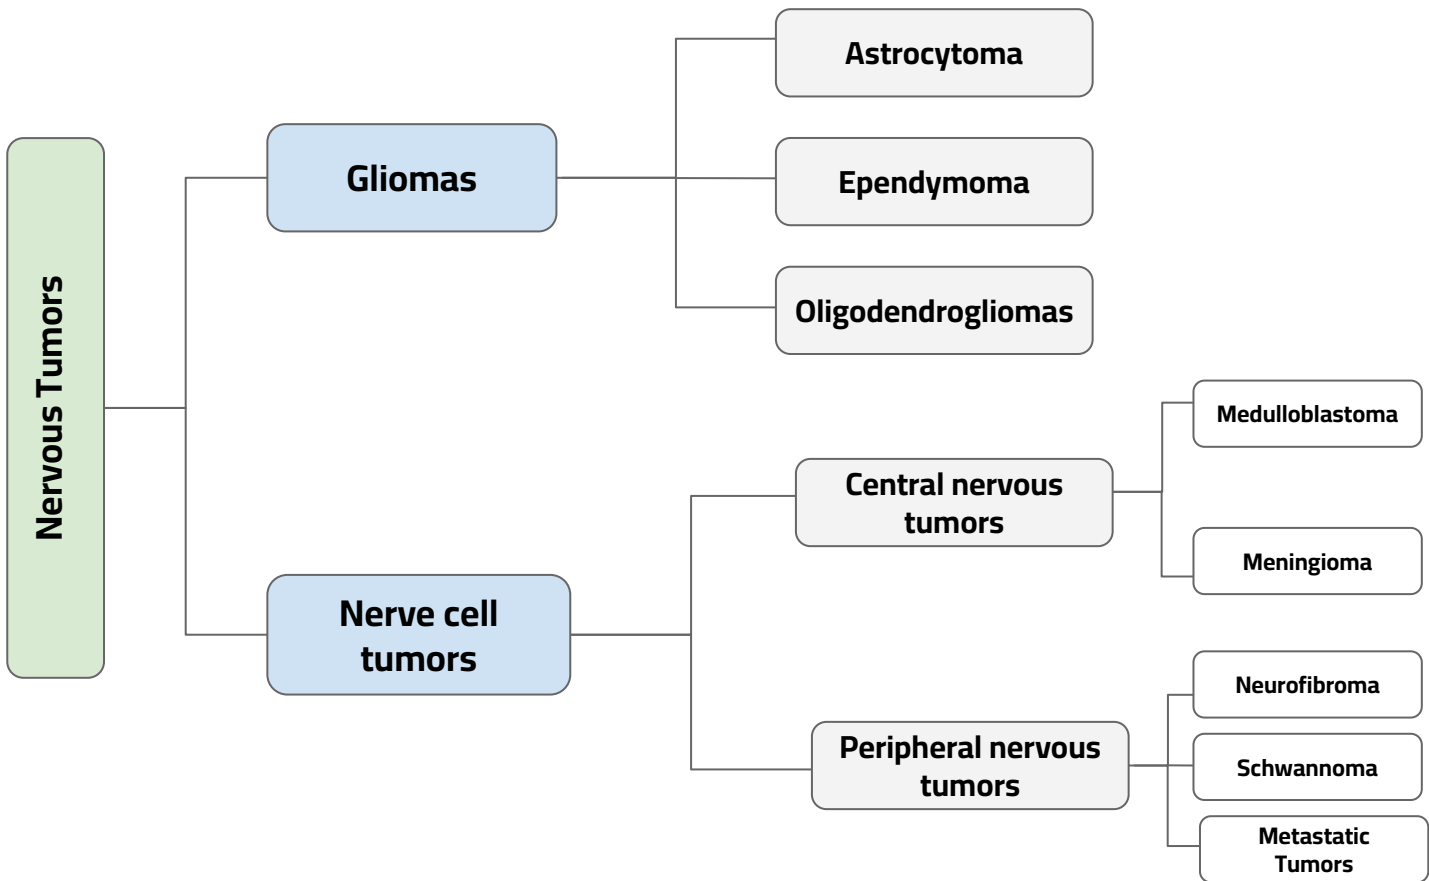 Nervous Tumors
Gliomas
Astrocytoma
Ependymoma
Oligodendrogliomas
Nerve cell
tumors
Central nervous
tumors
Medulloblastoma
Meningioma
Peripheral nervous
tumors
Neurofibroma
Schwannoma
Metastatic
Tumors